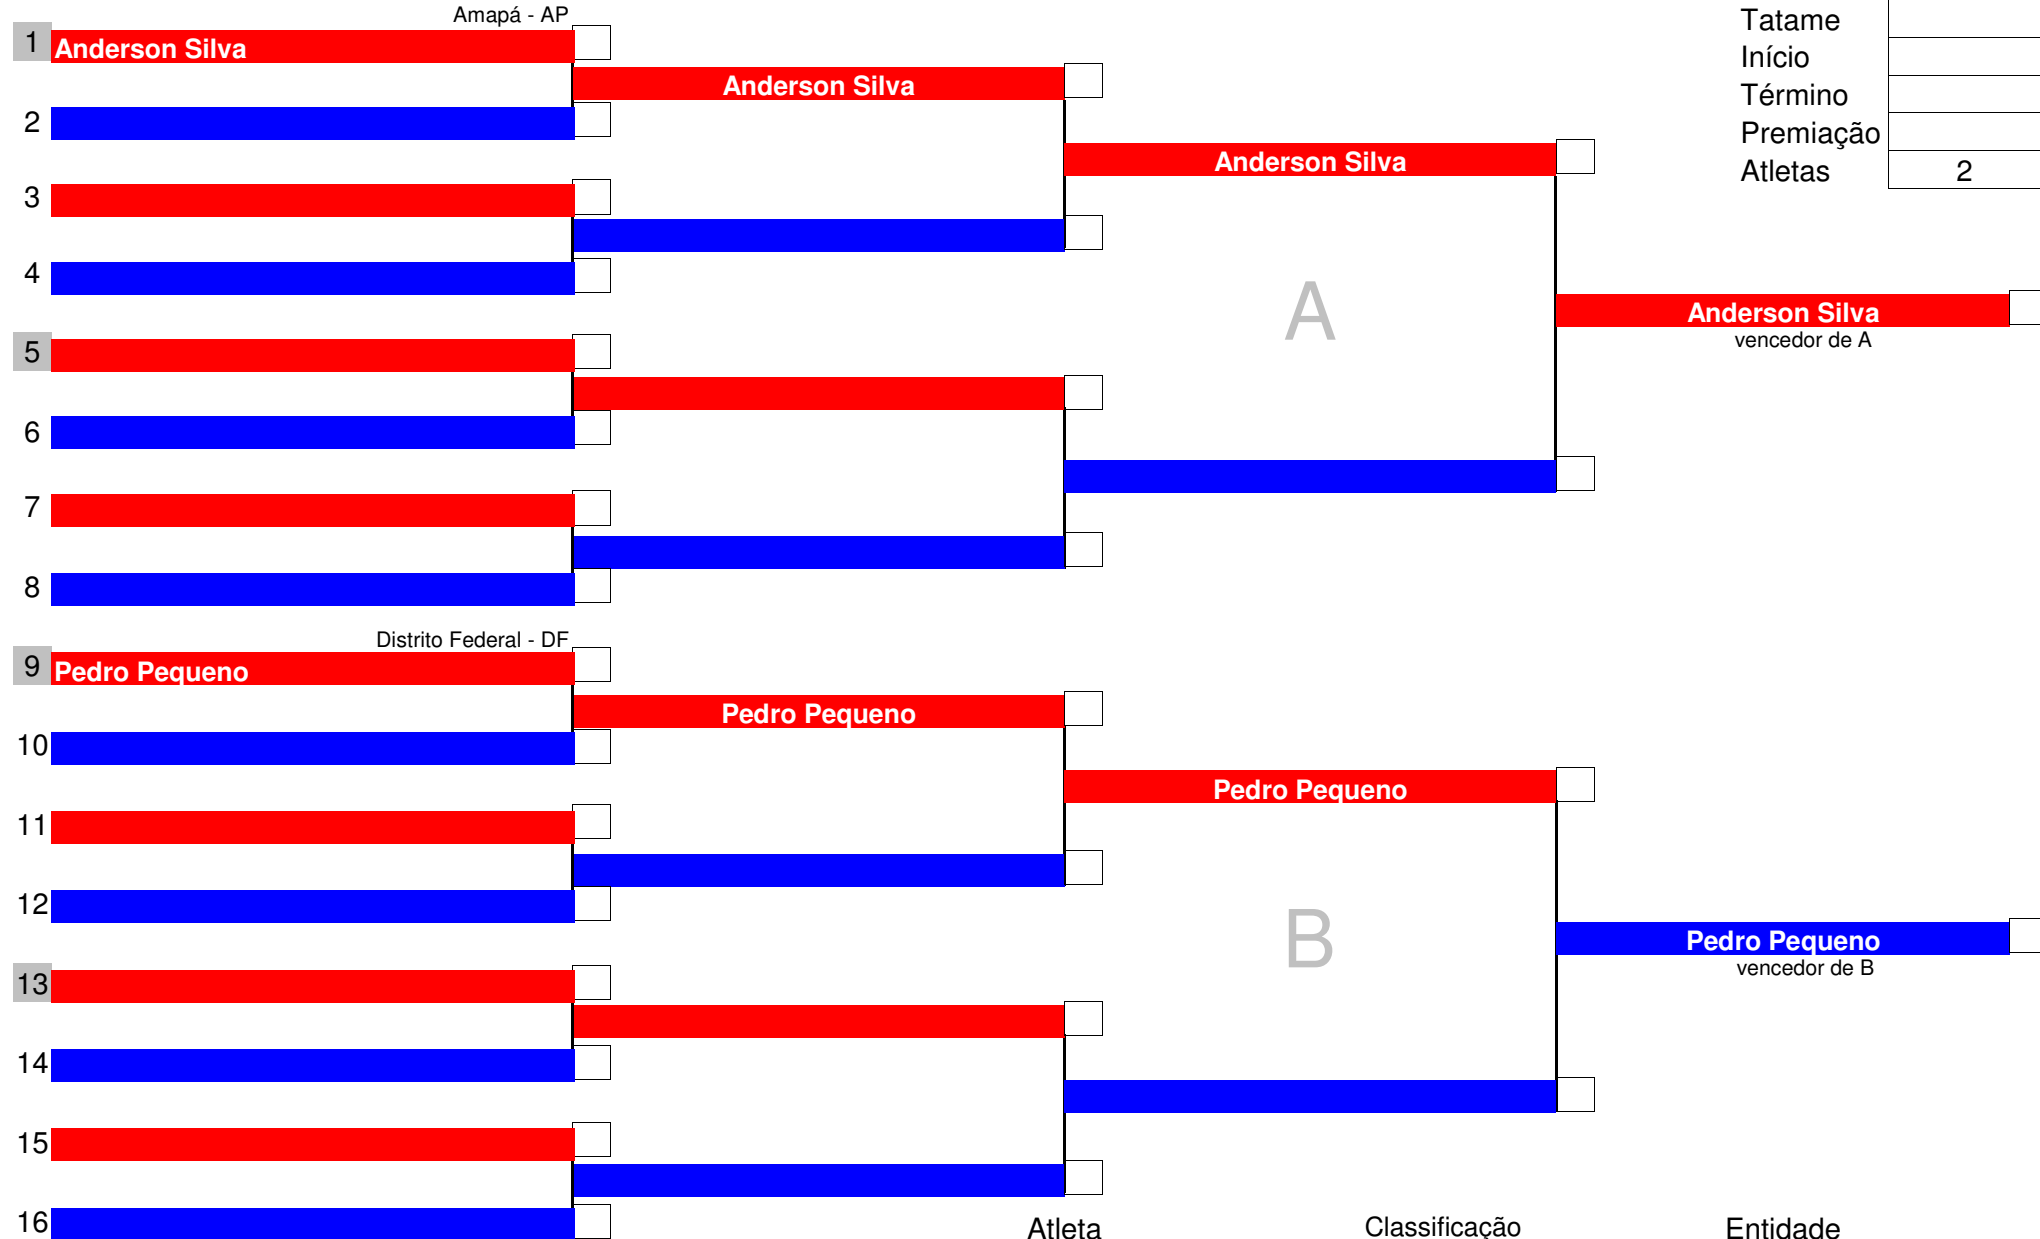 Amapá - AP
1 Anderson Silva
Anderson Silva
2
Anderson Silva
3
4
A
Anderson Silva
vencedor de A
5
6
7
8
Tatame
Início
Término
Premiação
Atletas 2
Distrito Federal - DF
9 Pedro Pequeno
Pedro Pequeno
10
Pedro Pequeno
11
12
B
Pedro Pequeno
vencedor de B
13
14
15
16
Atleta Classificação Entidade